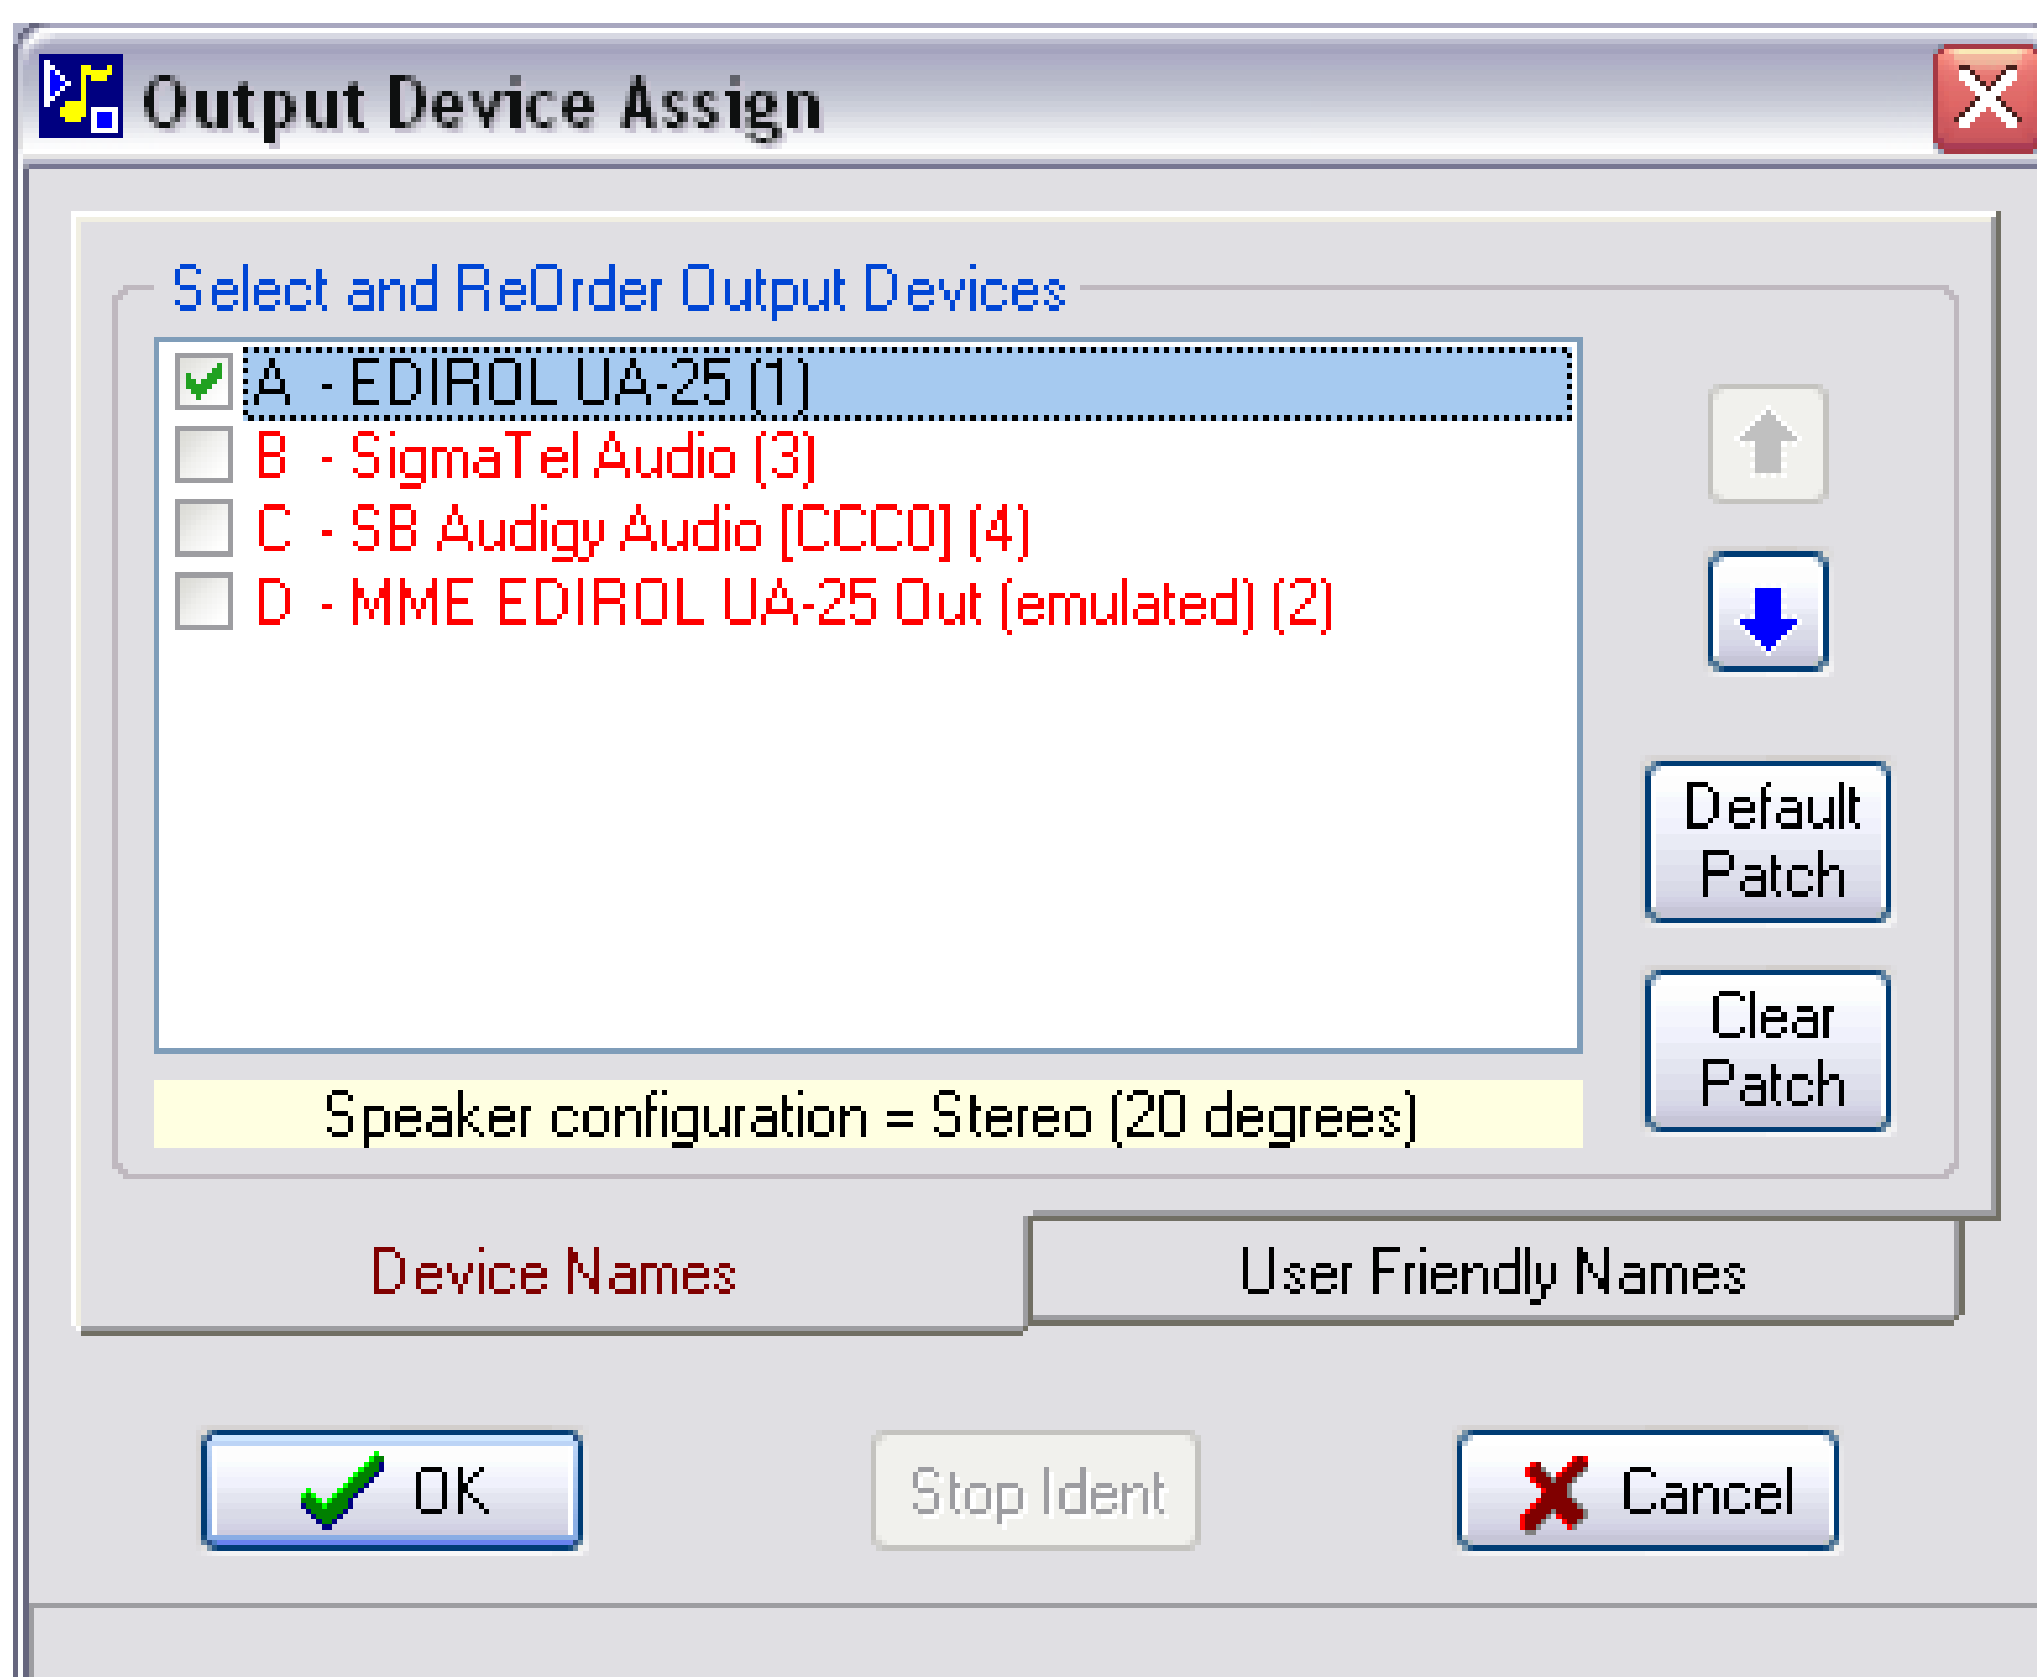 Output Device Assign
Select and ReOrder Output Devices
A - EDIROL UA-25 (1)
B - SigmaTel Audio (3)
C - SB Audigy Audio [CCC0] (4)
D - MME EDIROL UA-25 Out (emulated) (2)
Default
Patch
Clear
Patch
Speaker configuration = Stereo (20 degrees)
Device Names
User Friendly Names
OK
Stop Ident
Cancel